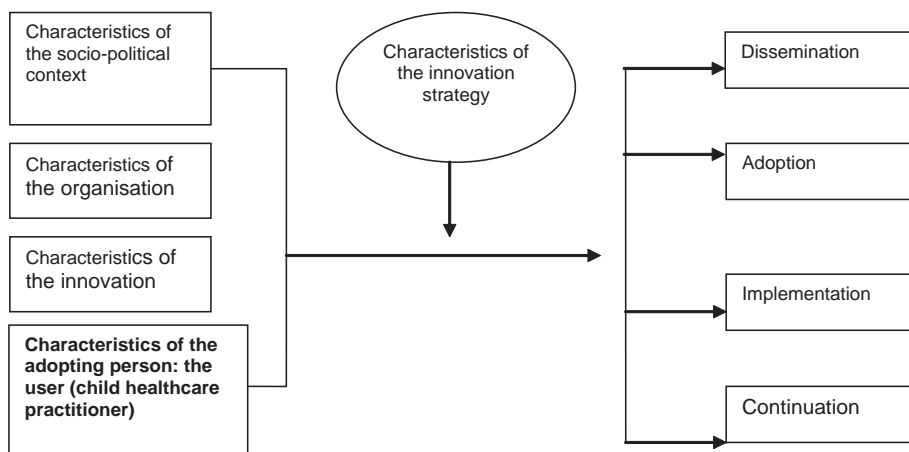 Characteristics of
the socio-political
context
Characteristics of
the organisation
Characteristics of
the innovation
Characteristics of the
adopting person: the
user (child healthcare
practitioner)
Characteristics of
the innovation
strategy
Dissemination
Adoption
Implementation
Continuation